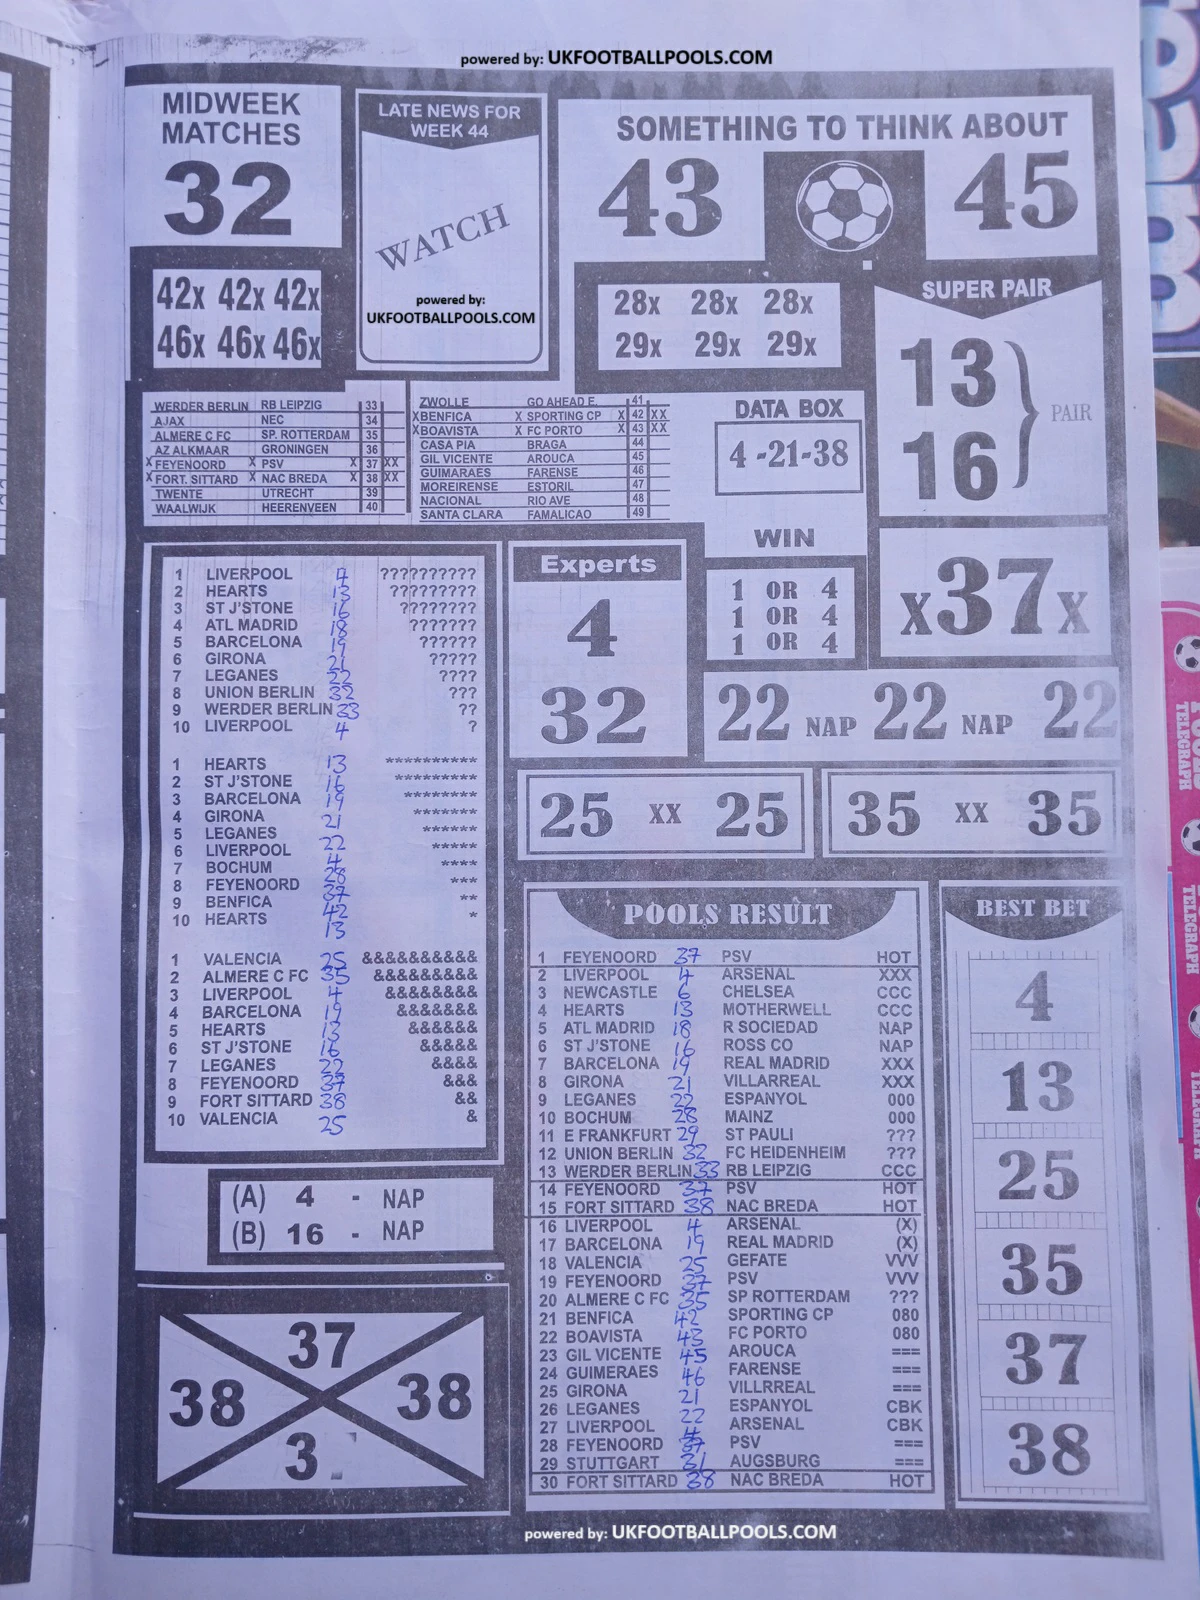 powered by: UKFOOTBALLPOOLS.COM
MIDWEEK
MATCHES
32
LATE NEWS FOR
WEEK 44
WATCH
powered by:
UKFOOTBALLPOOLS.COM
SOMETHING TO THINK ABOUT
43 45
42x 42x 42x
46x 46x 46x
28x 28x 28x
29x 29x 29x
SUPER PAIR
13
16
PAIR
WERDER BERLIN RB LEIPZIG 33
AJAX NEC 34
ALMERE C FC SP. ROTTERDAM 35
AZ ALKMAAR GRONINGEN 36
X FEYENOORD X PSV X 37 XX
X FORT. SITTARD X NAC BREDA X 38 XX
TWENTE UTRECHT 39
WAALWIJK HEERENVEEN 40
ZWOLLE GO AHEAD E. 41
X BENFICA X SPORTING CP X 42 XX
X BOAVISTA X FC PORTO X 43 XX
CASA PIA BRAGA 44
GIL VICENTE AROUCA 45
GUIMARAES FARENSE 46
MOREIRENSE ESTORIL 47
NACIONAL RIO AVE 48
SANTA CLARA FAMALICAO 49
DATA BOX
4 -21-38
WIN
1 OR 4
1 OR 4
1 OR 4
X37X
Experts
4
32
22 NAP 22 NAP 22
25 XX 25
35 XX 35
1 LIVERPOOL ??????????
2 HEARTS 13 ?????????
3 ST J'STONE 16 ????????
4 ATL MADRID 18 ???????
5 BARCELONA 19 ??????
6 GIRONA 21 ?????
7 LEGANES 22 ????
8 UNION BERLIN 32 ???
9 WERDER BERLIN 33 ??
10 LIVERPOOL 4 ?
1 HEARTS 13 **********
2 ST J'STONE 16 *********
3 BARCELONA 19 ********
4 GIRONA 21 *******
5 LEGANES 22 ******
6 LIVERPOOL 4 *****
7 BOCHUM 28 ****
8 FEYENOORD 37 ***
9 BENFICA 42 **
10 HEARTS 13 *
1 VALENCIA 25 &&&&&&&&&&
2 ALMERE C FC 35 &&&&&&&&&
3 LIVERPOOL 4 &&&&&&&&
4 BARCELONA 19 &&&&&&&
5 HEARTS 13 &&&&&&
6 ST J'STONE 16 &&&&&
7 LEGANES 22 &&&&
8 FEYENOORD 37 &&&
9 FORT SITTARD 38 &&
10 VALENCIA 25 &
(A) 4 - NAP
(B) 16 - NAP
37
38 38
3
POOLS RESULT
1 FEYENOORD 37 PSV HOT
2 LIVERPOOL 4 ARSENAL XXX
3 NEWCASTLE 6 CHELSEA CCC
4 HEARTS 13 MOTHERWELL CCC
5 ATL MADRID 18 R SOCIEDAD NAP
6 ST J'STONE 16 ROSS CO NAP
7 BARCELONA 19 REAL MADRID XXX
8 GIRONA 21 VILLARREAL XXX
9 LEGANES 22 ESPANYOL 000
10 BOCHUM 28 MAINZ 000
11 E FRANKFURT 29 ST PAULI ???
12 UNION BERLIN 32 FC HEIDENHEIM ???
13 WERDER BERLIN 33 RB LEIPZIG CCC
14 FEYENOORD 37 PSV HOT
15 FORT SITTARD 38 NAC BREDA HOT
16 LIVERPOOL 4 ARSENAL (X)
17 BARCELONA 19 REAL MADRID (X)
18 VALENCIA 25 GEFATE VVV
19 FEYENOORD 37 PSV VVV
20 ALMERE C FC 35 SP ROTTERDAM ???
21 BENFICA 42 SPORTING CP 080
22 BOAVISTA 43 FC PORTO 080
23 GIL VICENTE 45 AROUCA ===
24 GUIMERAES 46 FARENSE ===
25 GIRONA 21 VILLRREAL ===
26 LEGANES 22 ESPANYOL CBK
27 LIVERPOOL 4 ARSENAL CBK
28 FEYENOORD 37 PSV ===
29 STUTTGART 31 AUGSBURG ===
30 FORT SITTARD 38 NAC BREDA HOT
BEST BET
4
13
25
35
37
38
powered by: UKFOOTBALLPOOLS.COM
TELEGRAPH
TELEGRAPH
TELEGRAPH